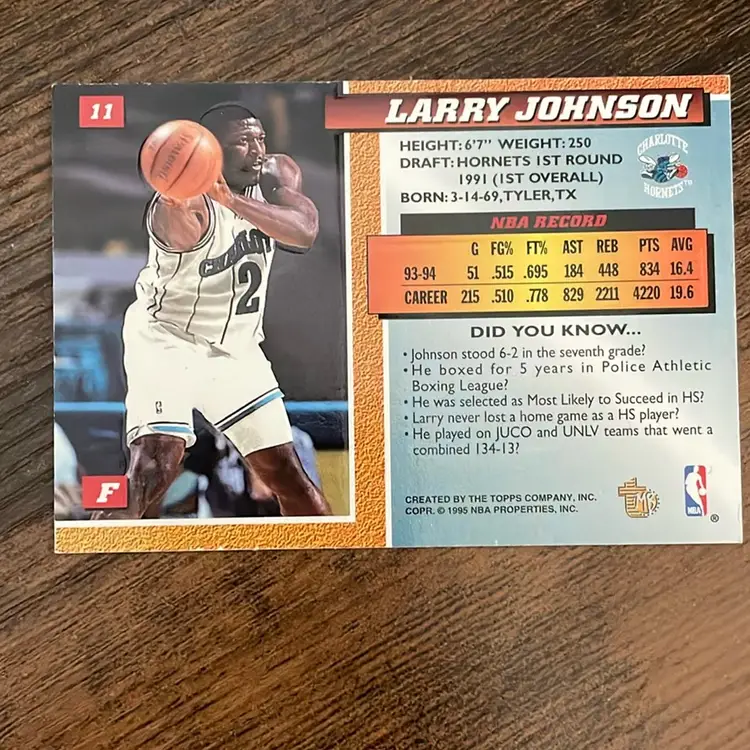 11
SPALDING
CHARLOTTE
2
F
LARRY JOHNSON
HEIGHT: 6'7" WEIGHT: 250
DRAFT: HORNETS 1ST ROUND
1991 (1ST OVERALL)
BORN: 3-14-69, TYLER, TX
CHARLOTTE
HORNETS
NBA RECORD
G FG% FT% AST REB PTS AVG
93-94 51 .515 .695 184 448 834 16.4
CAREER 215 .510 .778 829 2211 4220 19.6
DID YOU KNOW...
• Johnson stood 6-2 in the seventh grade?
• He boxed for 5 years in Police Athletic
Boxing League?
• He was selected as Most Likely to Succeed in HS?
• Larry never lost a home game as a HS player?
• He played on JUCO and UNLV teams that went a
combined 134-13?
CREATED BY THE TOPPS COMPANY, INC.
COPR. © 1995 NBA PROPERTIES, INC.
NBA ®